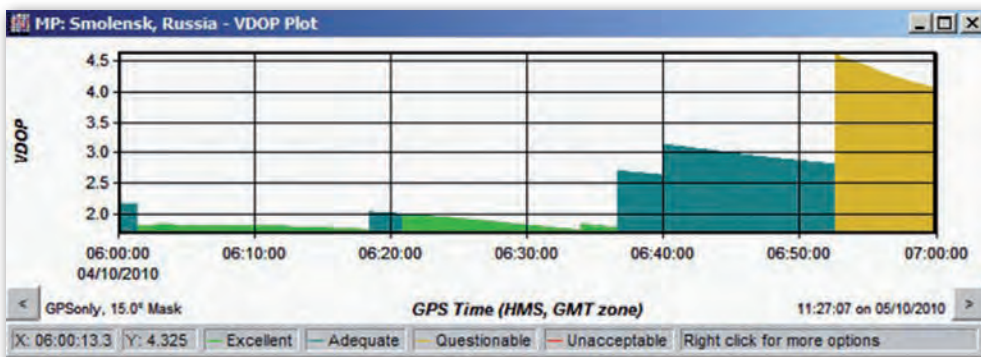 MP: Smolensk, Russia - VDOP Plot
4.5
4.0
3.5
3.0
2.5
2.0
VDOP
06:00:00 06:10:00 06:20:00 06:30:00 06:40:00 06:50:00 07:00:00
04/10/2010
< GPSonly, 15.0° Mask GPS Time (HMS, GMT zone) 11:27:07 on 05/10/2010 >
X: 06:00:13.3 Y: 4.325 Excellent Adequate Questionable Unacceptable Right click for more options